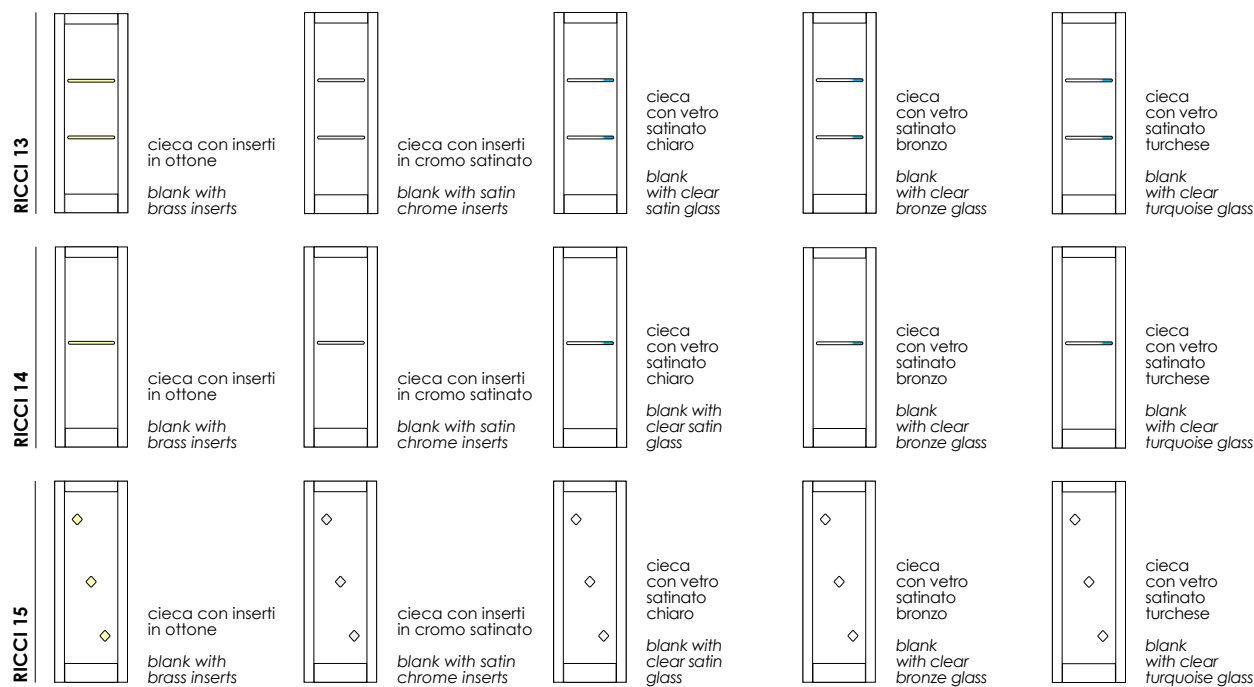 RICCI 13
cieca con inserti
in ottone
blank with
brass inserts
cieca con inserti
in cromo satinato
blank with satin
chrome inserts
cieca
con vetro
satinato
chiaro
blank
with clear
satin glass
cieca
con vetro
satinato
bronzo
blank
with clear
bronze glass
cieca
con vetro
satinato
turchese
blank
with clear
turquoise glass
RICCI 14
cieca con inserti
in ottone
blank with
brass inserts
cieca con inserti
in cromo satinato
blank with satin
chrome inserts
cieca
con vetro
satinato
chiaro
blank with
clear satin
glass
cieca
con vetro
satinato
bronzo
blank
with clear
bronze glass
cieca
con vetro
satinato
turchese
blank
with clear
turquoise glass
RICCI 15
cieca con inserti
in ottone
blank with
brass inserts
cieca con inserti
in cromo satinato
blank with satin
chrome inserts
cieca
con vetro
satinato
chiaro
blank with
clear satin
glass
cieca
con vetro
satinato
bronzo
blank
with clear
bronze glass
cieca
con vetro
satinato
turchese
blank
with clear
turquoise glass